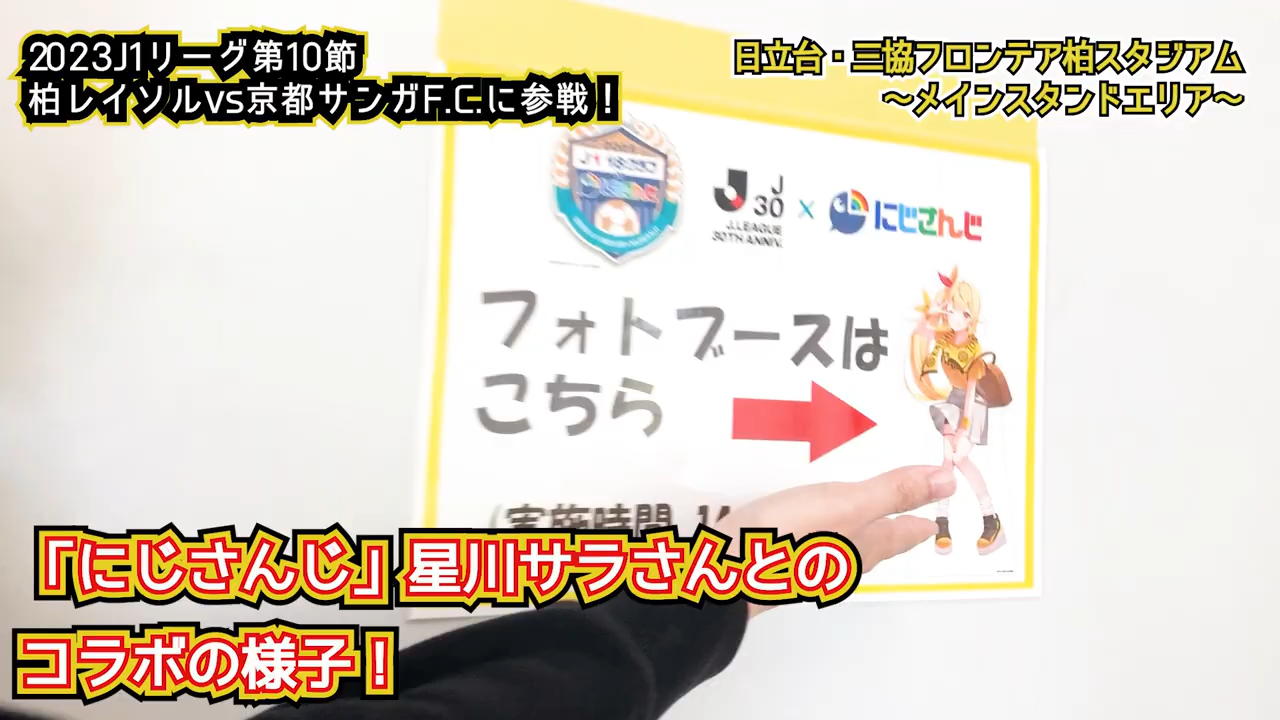 2023J1リーグ第10節
柏レイソルvs京都サンガF.C.に参戦!
日立台・三協フロンテア柏スタジアム
〜メインスタンドエリア〜
J
J
30
J.LEAGUE
30TH ANNIV.
×
にじさんじ
フォトブースは
こちら
「にじさんじ」星川サラさんとの
コラボの様子!